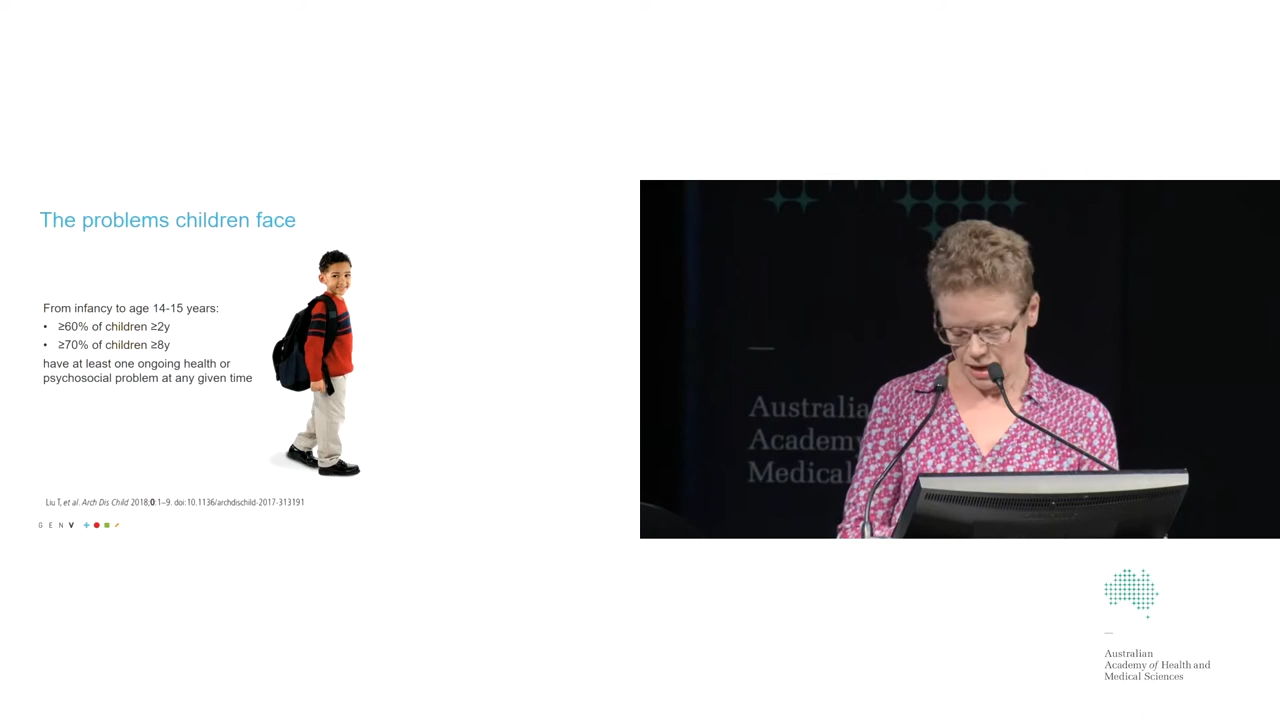 The problems children face
From infancy to age 14-15 years:
• ≥60% of children ≥2y
• ≥70% of children ≥8y
have at least one ongoing health or
psychosocial problem at any given time
Liu T, et al. Arch Dis Child 2018;0:1–9. doi:10.1136/archdischild-2017-313191
GENV
Australia
Academy
Medical
Australian
Academy of Health and
Medical Sciences